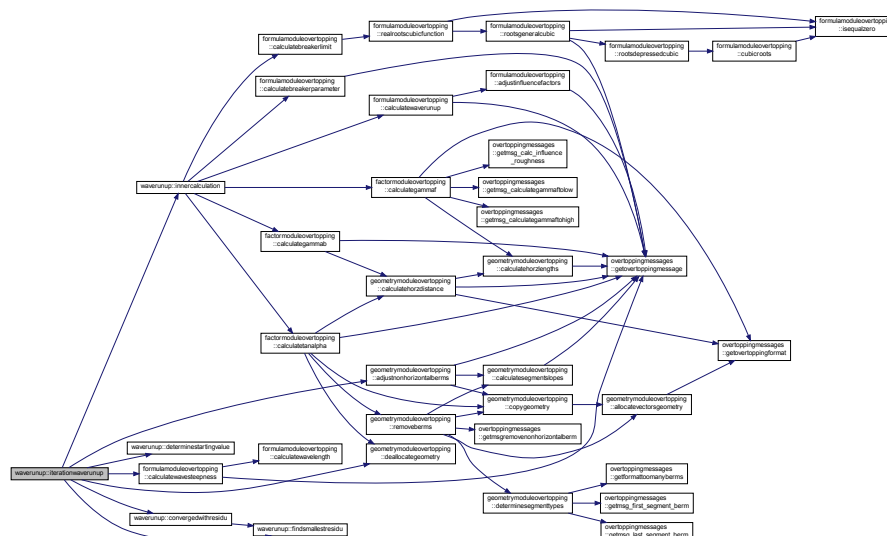 formulamoduleovertopping
::calculatebreakerlimit
formulamoduleovertopping
::realrootscubicfunction
formulamoduleovertopping
::rootsgeneralcubic
formulamoduleovertopping
::rootsdepressedcubic
formulamoduleovertopping
::cubicroots
::isequalzero
formulamoduleovertopping
::calculatebreakerparameter
formulamoduleovertopping
::adjustinfluencefactors
formulamoduleovertopping
::calculatewaverunup
overtoppingmessages
::getmsg_calc_influence
_roughness
waverunup::innercalculation
factormoduleovertopping
::calculategammaf
overtoppingmessages
::getmsg_calculategammaftolow
overtoppingmessages
::getmsg_calculategammaftohigh
factormoduleovertopping
::calculategammab
geometrymoduleovertopping
::calculatehorzlengths
overtoppingmessages
::getovertoppingmessage
geometrymoduleovertopping
::calculatehorzdistance
factormoduleovertopping
::calculatetanalpha
overtoppingmessages
::getovertoppingformat
geometrymoduleovertopping
::adjustnonhorizontalberms
geometrymoduleovertopping
::calculatesegmentslopes
geometrymoduleovertopping
::copygeometry
geometrymoduleovertopping
::allocatevectorsgeometry
geometrymoduleovertopping
::removeberms
overtoppingmessages
::getmsgremovenonhorizontalberm
waverunup::determinestartingvalue
formulamoduleovertopping
::calculatewavelength
geometrymoduleovertopping
::deallocategeometry
waverunup::iterationwaverunup
formulamoduleovertopping
::calculatewavesteepness
overtoppingmessages
::getformattoomanyberms
geometrymoduleovertopping
::determinesegmenttypes
overtoppingmessages
::getmsg_first_segment_berm
waverunup::convergedwithresidu
waverunup::findsmallestresidu
overtoppingmessages
::getmsg_last_segment_berm